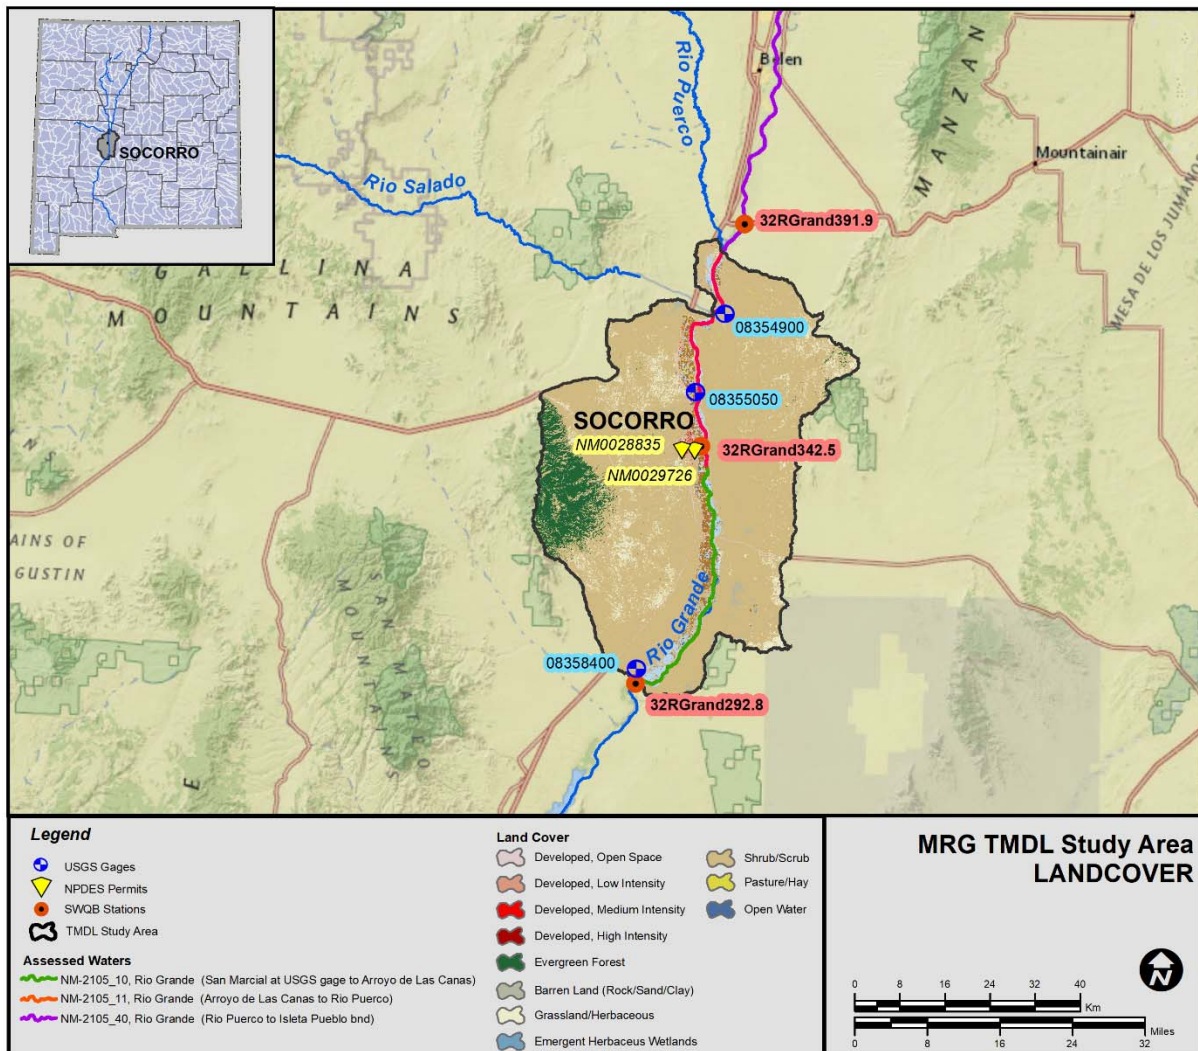 SOCORRO
Rio Puerco
Belen
MANZAN
Mountainair
Rio Salado
32RGrand391.9
MESA DE LOS JUMANO
GALLINA
MOUNTAINS
08354900
08355050
SOCORRO
NM0028835
32RGrand342.5
NM0029726
AINS OF
GUSTIN
SAN MATEO
MOUNTAINS
Rio Grande
08358400
32RGrand292.8
Legend
USGS Gages
NPDES Permits
SWQB Stations
TMDL Study Area
Assessed Waters
NM-2105_10, Rio Grande (San Marcial at USGS gage to Arroyo de Las Canas)
NM-2105_11, Rio Grande (Arroyo de Las Canas to Rio Puerco)
NM-2105_40, Rio Grande (Rio Puerco to Isleta Pueblo bnd)
Land Cover
Developed, Open Space
Developed, Low Intensity
Developed, Medium Intensity
Developed, High Intensity
Evergreen Forest
Barren Land (Rock/Sand/Clay)
Grassland/Herbaceous
Emergent Herbaceus Wetlands
Shrub/Scrub
Pasture/Hay
Open Water
MRG TMDL Study Area
LANDCOVER
N
0 8 16 24 32 40
Km
Miles
0 8 16 24 32